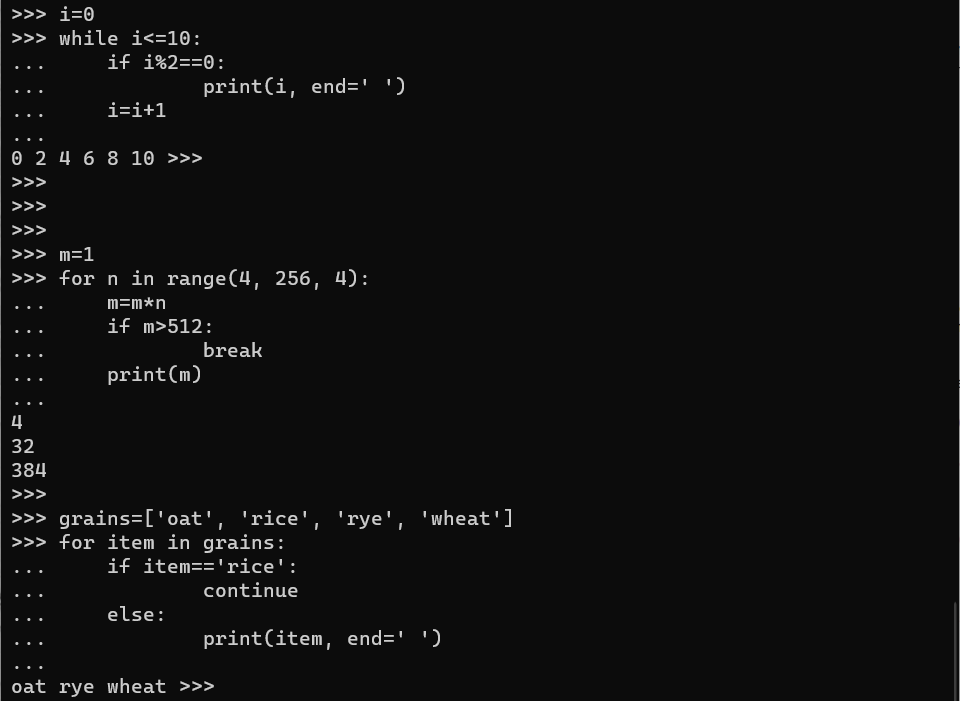 >>> i=0
>>> while i<=10:
...     if i%2==0:
...             print(i, end=' ')
...     i=i+1
...
0 2 4 6 8 10 >>>
>>>
>>>
>>>
>>> m=1
>>> for n in range(4, 256, 4):
...     m=m*n
...     if m>512:
...             break
...     print(m)
...
4
32
384
>>>
>>> grains=['oat', 'rice', 'rye', 'wheat']
>>> for item in grains:
...     if item=='rice':
...             continue
...     else:
...             print(item, end=' ')
...
oat rye wheat >>>